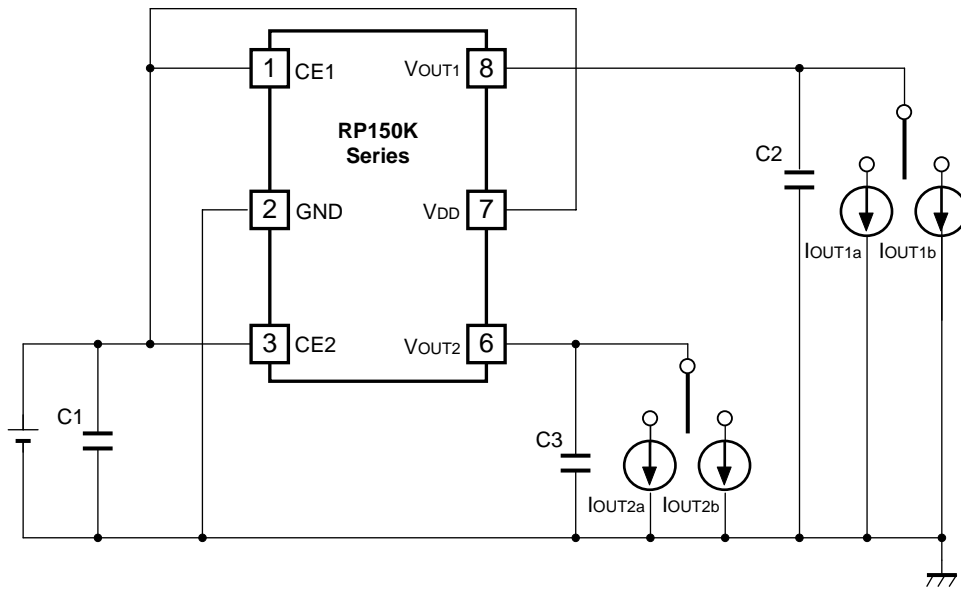 1 CE1 VOUT1 8
RP150K
Series
C2
2 GND VDD 7
IOUT1a IOUT1b
3 CE2 VOUT2 6
C1
C3
IOUT2a IOUT2b